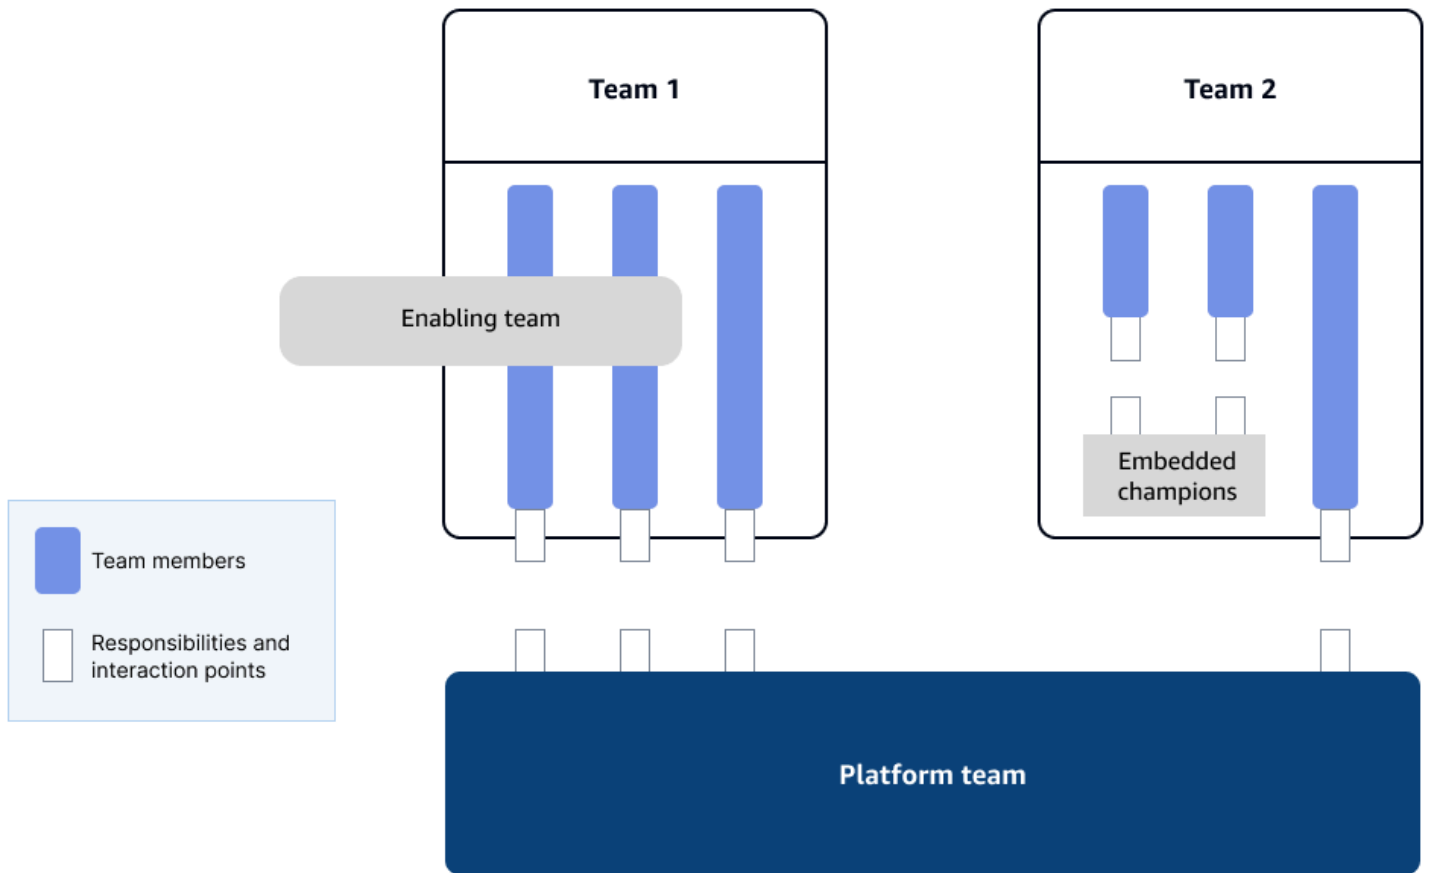 Team 1
Team 2
Enabling team
Embedded
champions
Team members
Responsibilities and
interaction points
Platform team